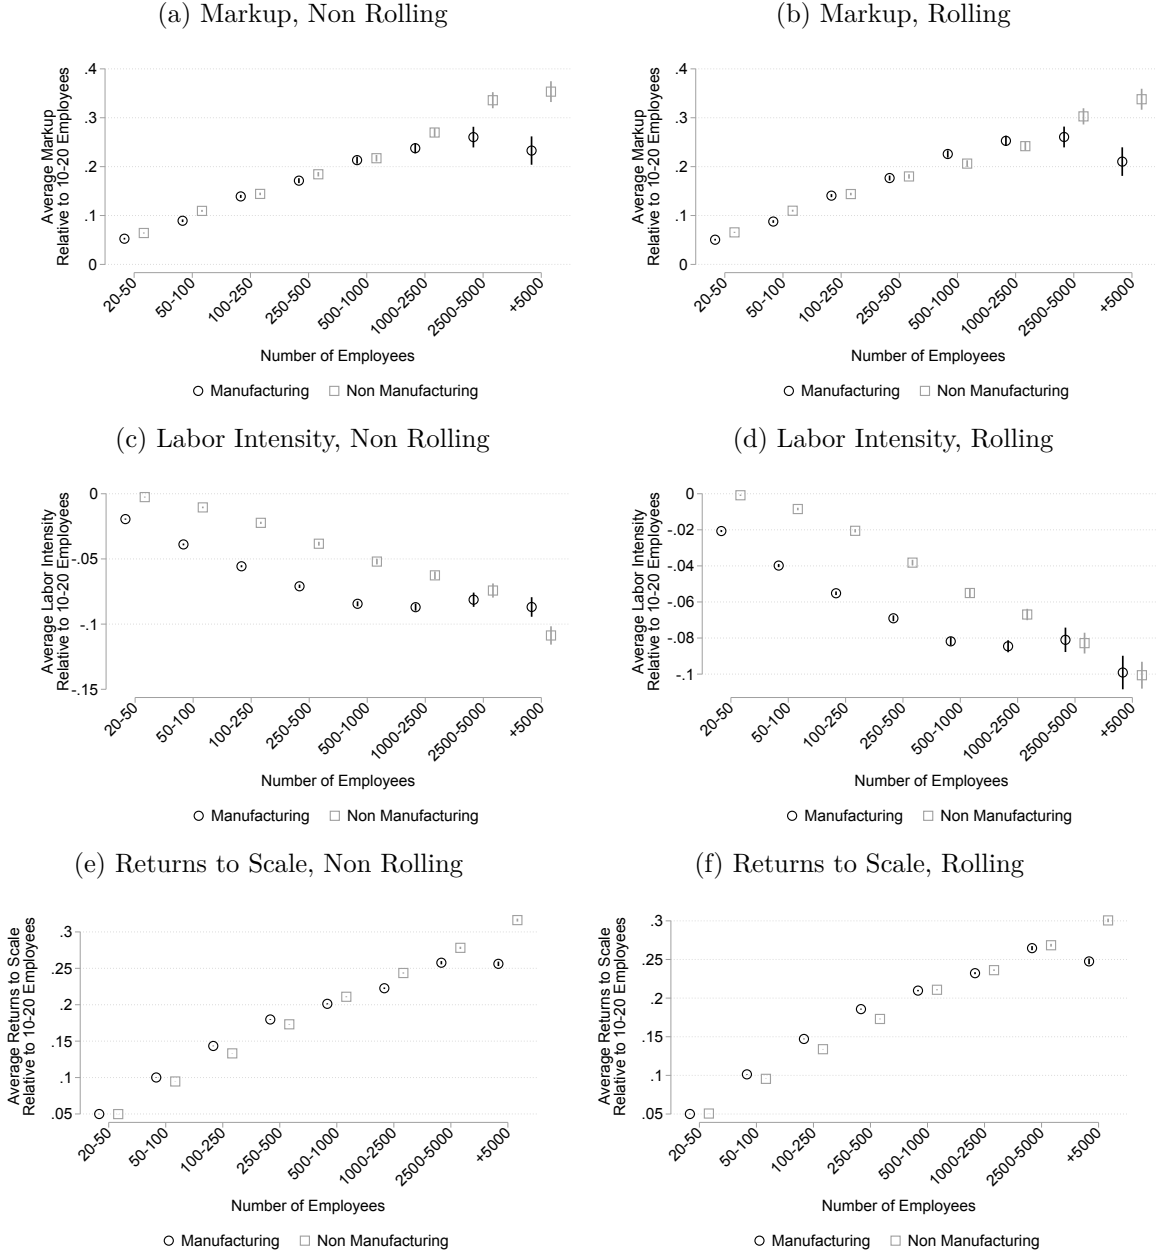 (a) Markup, Non Rolling
Average Markup
Relative to 10-20 Employees
.4
.3
.2
.1
0
20-50
50-100
100-250
250-500
500-1000
1000-2500
2500-5000
+5000
Number of Employees
Manufacturing
Non Manufacturing
(b) Markup, Rolling
Average Markup
Relative to 10-20 Employees
.4
.3
.2
.1
0
20-50
50-100
100-250
250-500
500-1000
1000-2500
2500-5000
+5000
Number of Employees
Manufacturing
Non Manufacturing
(c) Labor Intensity, Non Rolling
Average Labor Intensity
Relative to 10-20 Employees
0
-.05
-.1
-.15
20-50
50-100
100-250
250-500
500-1000
1000-2500
2500-5000
+5000
Number of Employees
Manufacturing
Non Manufacturing
(d) Labor Intensity, Rolling
Average Labor Intensity
Relative to 10-20 Employees
0
-.02
-.04
-.06
-.08
-.1
20-50
50-100
100-250
250-500
500-1000
1000-2500
2500-5000
+5000
Number of Employees
Manufacturing
Non Manufacturing
(e) Returns to Scale, Non Rolling
Average Returns to Scale
Relative to 10-20 Employees
.3
.25
.2
.15
.1
.05
20-50
50-100
100-250
250-500
500-1000
1000-2500
2500-5000
+5000
Number of Employees
Manufacturing
Non Manufacturing
(f) Returns to Scale, Rolling
Average Returns to Scale
Relative to 10-20 Employees
.3
.25
.2
.15
.1
.05
20-50
50-100
100-250
250-500
500-1000
1000-2500
2500-5000
+5000
Number of Employees
Manufacturing
Non Manufacturing